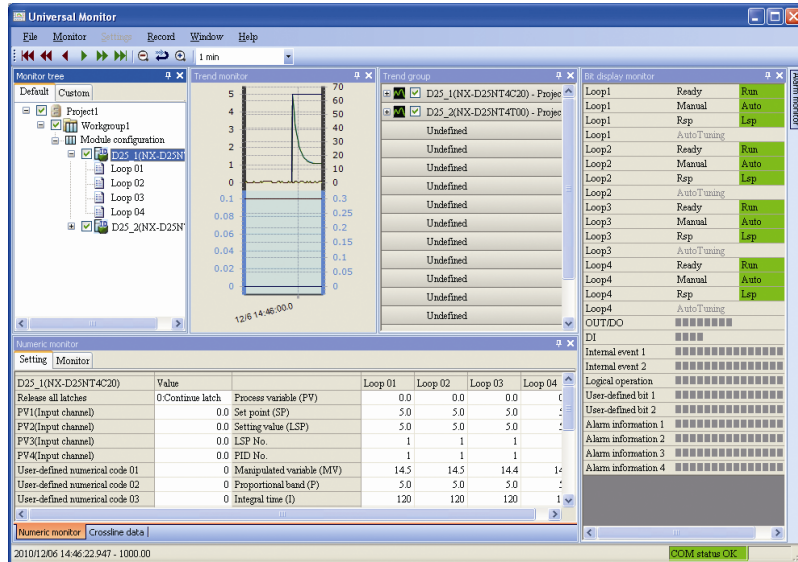 Universal Monitor
File Monitor Settings Record Window Help
1 min
Monitor tree
Default Custom
Project1
Workgroup1
Module configuration
D25_1(NX-D25NT
Loop 01
Loop 02
Loop 03
Loop 04
D25_2(NX-D25N
Trend monitor
5 70
4 60
3 50
2 40
1 30
0 20
10
0
0.1 0.3
0.08 0.25
0.06 0.2
0.04 0.15
0.02 0.1
0 0.05
0
12/6 14:46:00.0
Trend group
D25_1(NX-D25NT4C20) - Projec
D25_2(NX-D25NT4T00) - Projec
Undefined
Undefined
Undefined
Undefined
Undefined
Undefined
Undefined
Undefined
Undefined
Undefined
Undefined
Bit display monitor
Loop1 Ready Run
Loop1 Manual Auto
Loop1 Rsp Lsp
Loop1 AutoTuning
Loop2 Ready Run
Loop2 Manual Auto
Loop2 Rsp Lsp
Loop2 AutoTuning
Loop3 Ready Run
Loop3 Manual Auto
Loop3 Rsp Lsp
Loop3 AutoTuning
Loop4 Ready Run
Loop4 Manual Auto
Loop4 Rsp Lsp
Loop4 AutoTuning
OUT/DO
DI
Internal event 1
Internal event 2
Logical operation
User-defined bit 1
User-defined bit 2
Alarm information 1
Alarm information 2
Alarm information 3
Alarm information 4
Alarm monitor
Numeric monitor
Setting Monitor
D25_1(NX-D25NT4C20) Value Loop 01 Loop 02 Loop 03 Loop 04
Release all latches 0:Continue latch Process variable (PV) 0.0 0.0 0.0
PV1(Input channel) 0.0 Set point (SP) 5.0 5.0 5.0
PV2(Input channel) 0.0 Setting value (LSP) 5.0 5.0 5.0
PV3(Input channel) 0.0 LSP No. 1 1 1
PV4(Input channel) 0.0 PID No. 1 1 1
User-defined numerical code 01 0 Manipulated variable (MV) 14.5 14.5 14.4 14
User-defined numerical code 02 0 Proportional band (P) 5.0 5.0 5.0
User-defined numerical code 03 0 Integral time (I) 120 120 120 1
Numeric monitor Crossline data
2010/12/06 14:46:22.947 - 1000.00 COM status OK